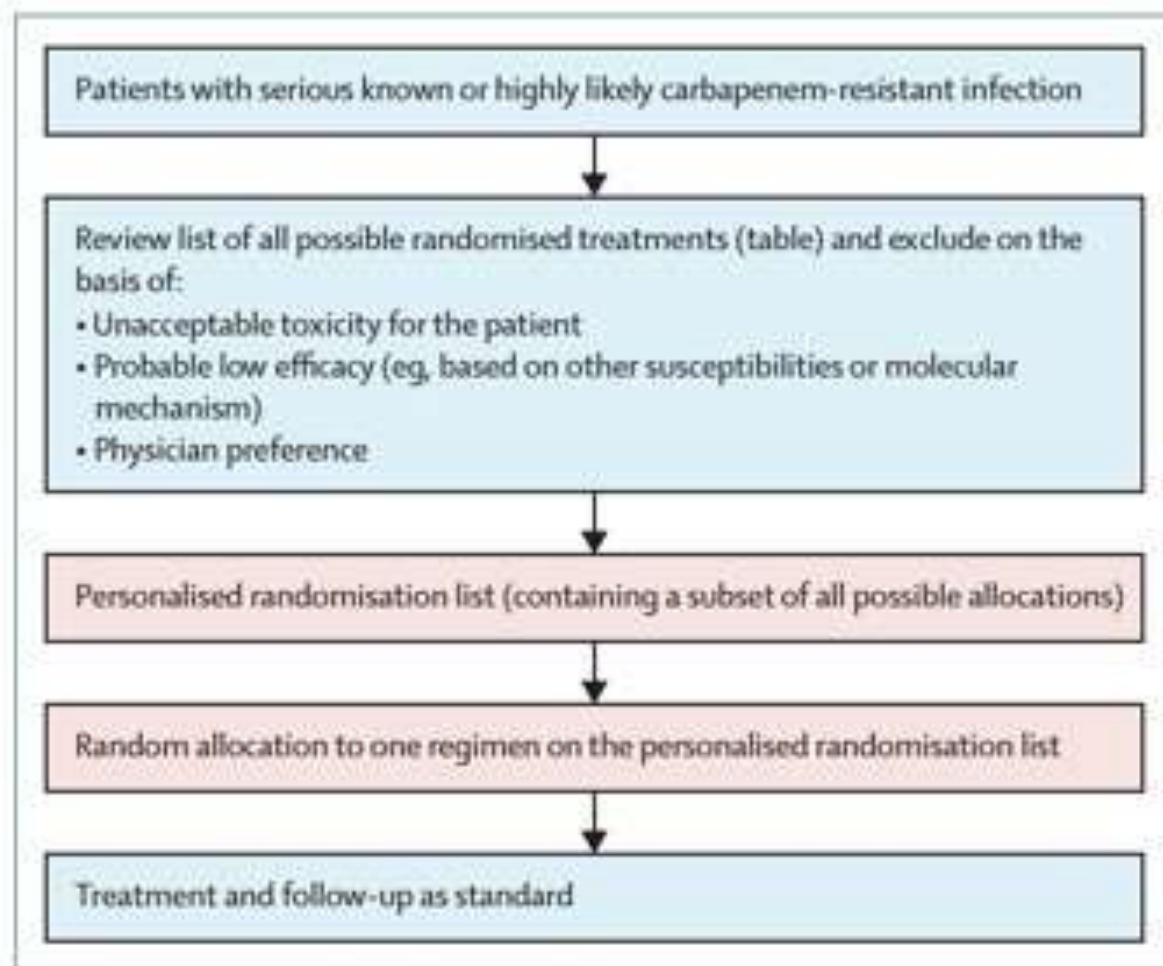 Patients with serious known or highly likely carbapenem-resistant infection
Review list of all possible randomised treatments (table) and exclude on the
basis of:
• Unacceptable toxicity for the patient
• Probable low efficacy (eg, based on other susceptibilities or molecular
mechanism)
• Physician preference
Personalised randomisation list (containing a subset of all possible allocations)
Random allocation to one regimen on the personalised randomisation list
Treatment and follow-up as standard